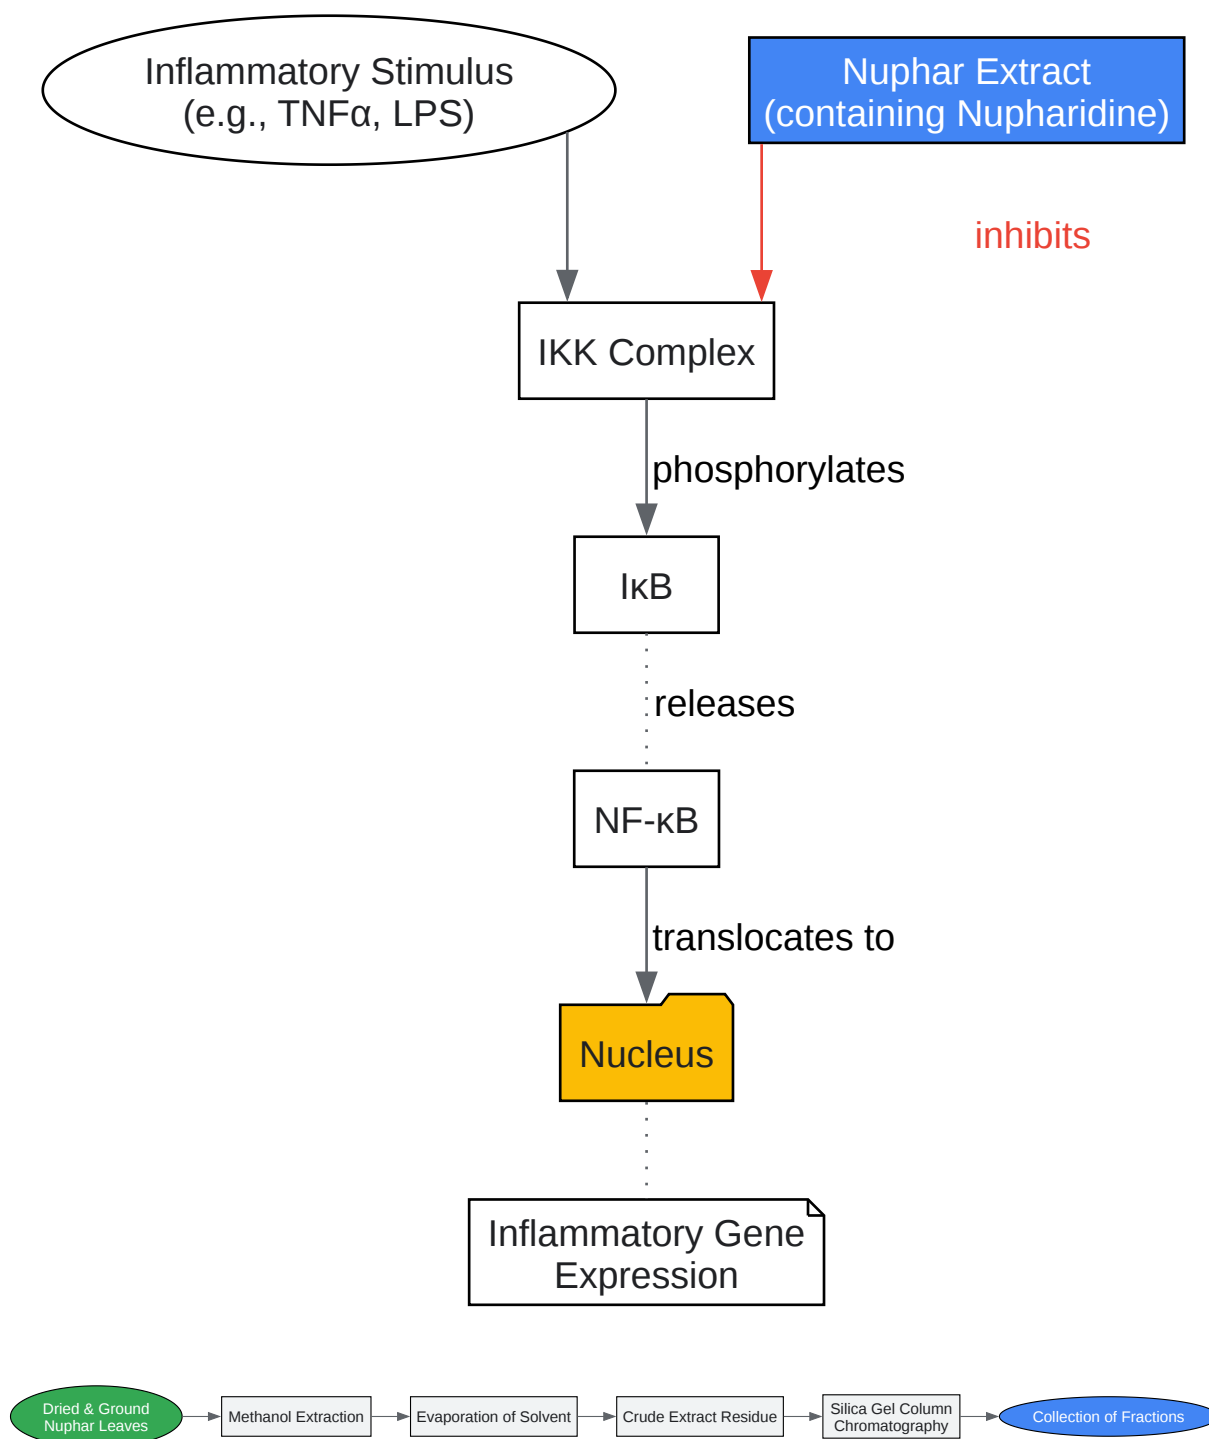 Inflammatory Stimulus
(e.g., TNFα, LPS)
Nuphar Extract
(containing Nupharidine)
inhibits
IKK Complex
phosphorylates
IκB
releases
NF-κB
translocates to
Nucleus
Inflammatory Gene
Expression
Dried & Ground
Nuphar Leaves
Methanol Extraction
Evaporation of Solvent
Crude Extract Residue
Silica Gel Column
Chromatography
Collection of Fractions